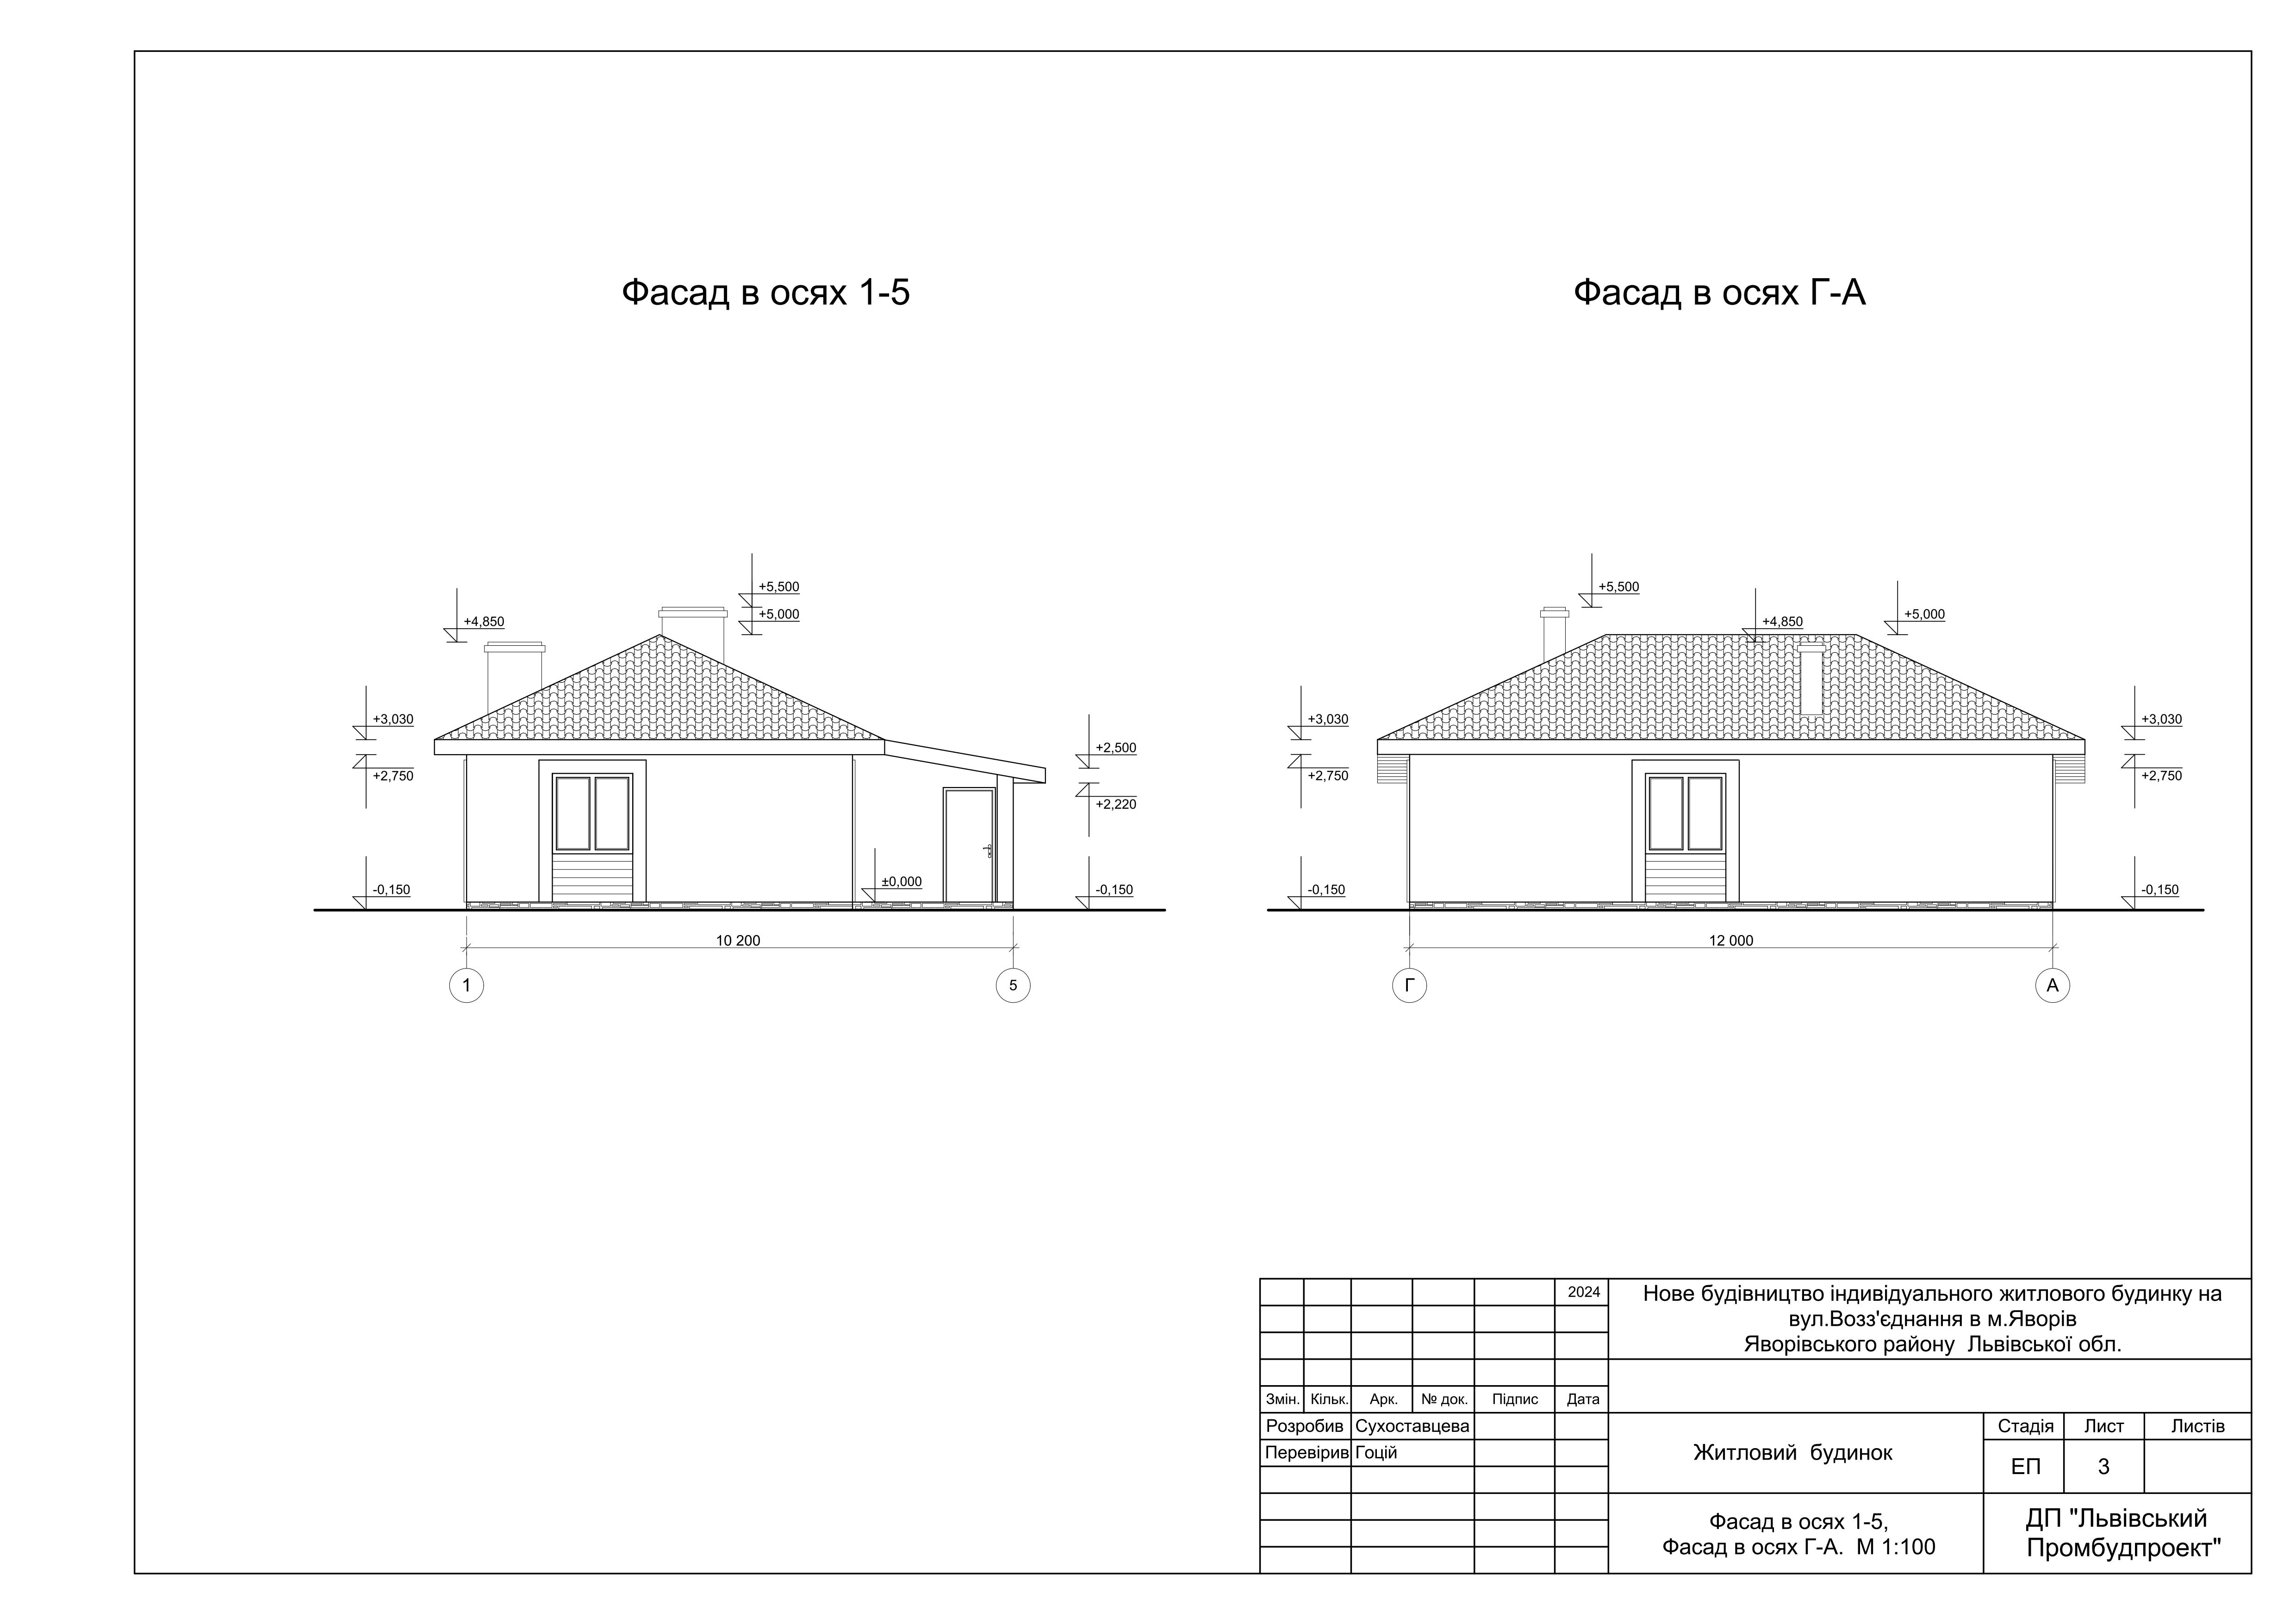 Фасад в осях 1-5
Фасад в осях Г-А
+5,500
+5,000
+4,850
+3,030
+2,750
+2,500
+2,220
±0,000
-0,150
-0,150
10 200
1
5
+5,500
+4,850
+5,000
+3,030
+3,030
+2,750
+2,750
-0,150
-0,150
12 000
Г
А
2024
Нове будівництво індивідуального житлового будинку на
вул.Возз'єднання в м.Яворів
Яворівського району Львівської обл.
Змін. Кільк. Арк. № док. Підпис Дата
Розробив Сухоставцева
Перевірив Гоцій
Житловий будинок
Стадія Лист Листів
ЕП 3
Фасад в осях 1-5,
Фасад в осях Г-А. М 1:100
ДП "Львівський
Промбудпроект"